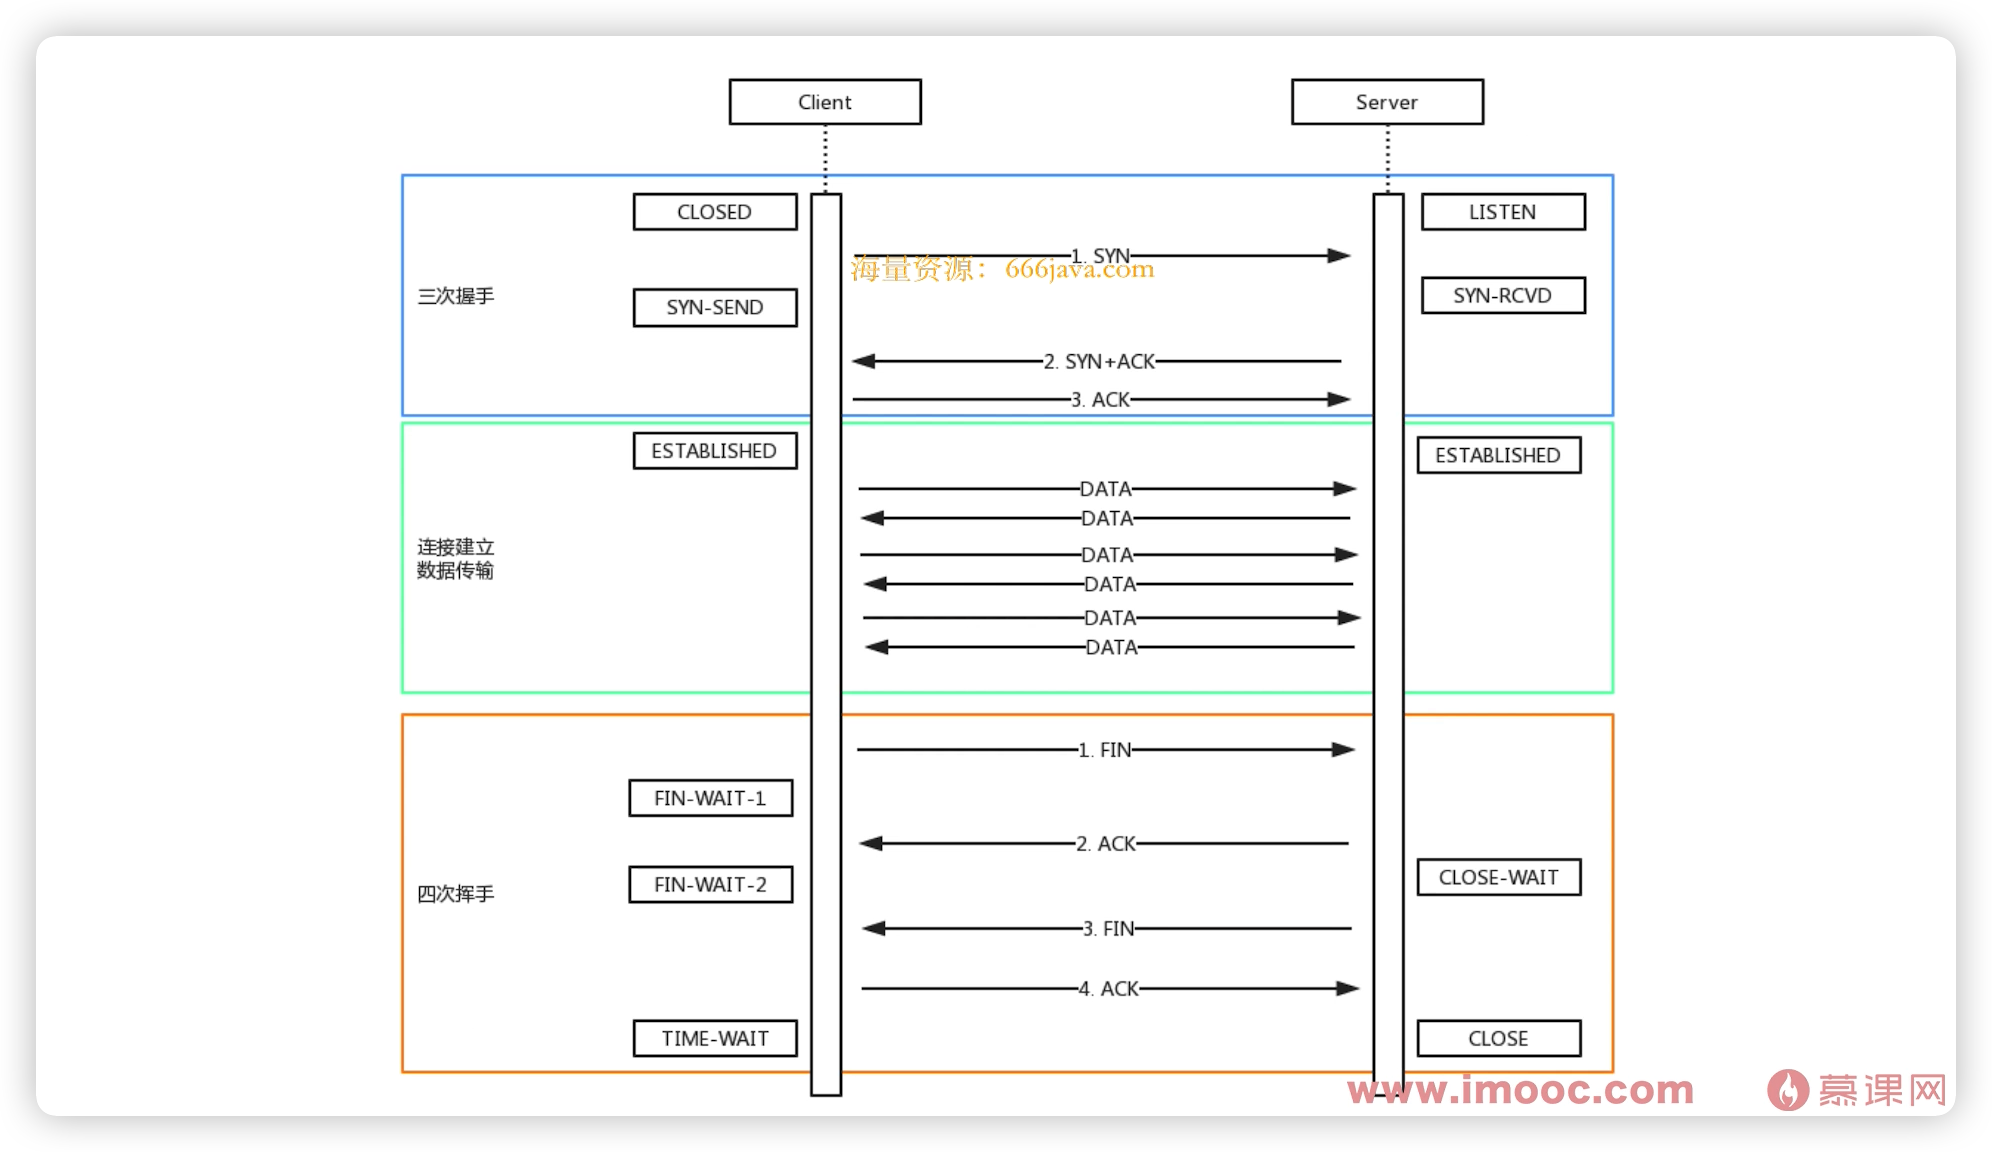 Client
Server
CLOSED
LISTEN
1. SYN
海量资源：666java.com
三次握手
SYN-SEND
SYN-RCVD
2. SYN+ACK
3. ACK
ESTABLISHED
ESTABLISHED
DATA
DATA
连接建立
数据传输
DATA
DATA
DATA
DATA
1. FIN
FIN-WAIT-1
2. ACK
四次挥手
FIN-WAIT-2
CLOSE-WAIT
3. FIN
4. ACK
TIME-WAIT
CLOSE
www.imooc.com
慕课网